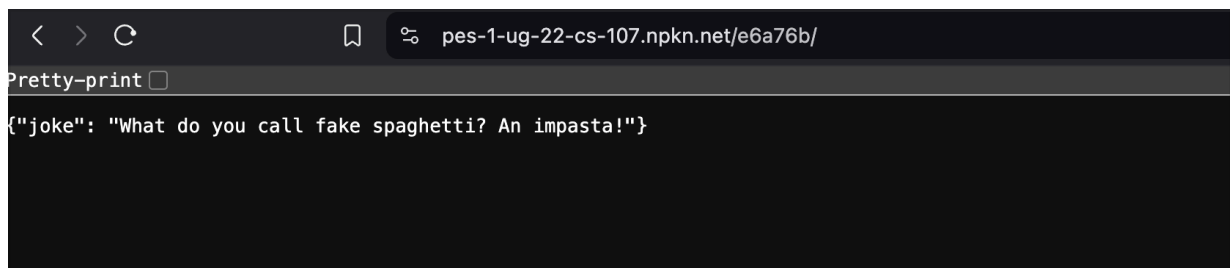 pes-1-ug-22-cs-107.npkn.net/e6a76b/
Pretty-print
{"joke": "What do you call fake spaghetti? An impasta!"}